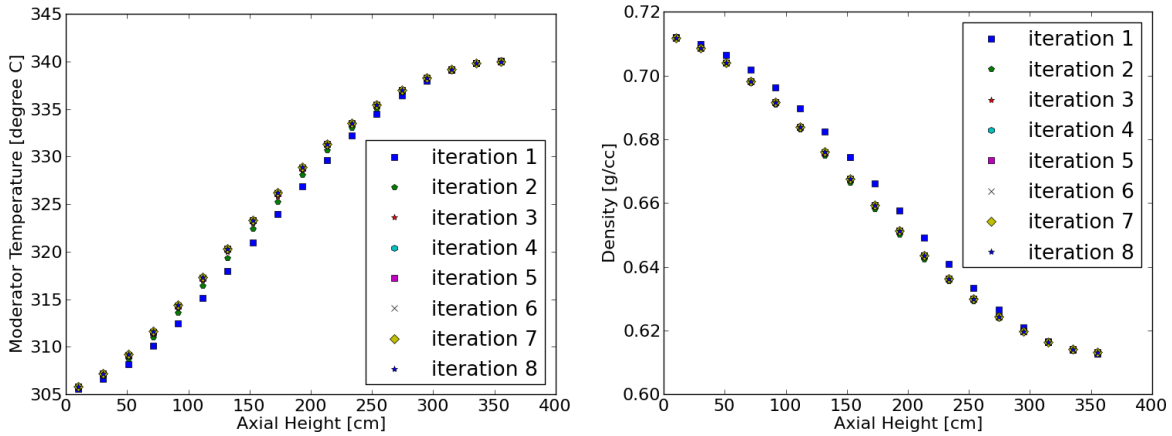 345
340
335
330
325
320
315
310
305
Moderator Temperature [degree C]
iteration 1
iteration 2
iteration 3
iteration 4
iteration 5
iteration 6
iteration 7
iteration 8
0 50 100 150 200 250 300 350 400
Axial Height [cm]
0.72
0.70
0.68
0.66
0.64
0.62
0.60
Density [g/cc]
iteration 1
iteration 2
iteration 3
iteration 4
iteration 5
iteration 6
iteration 7
iteration 8
0 50 100 150 200 250 300 350 400
Axial Height [cm]